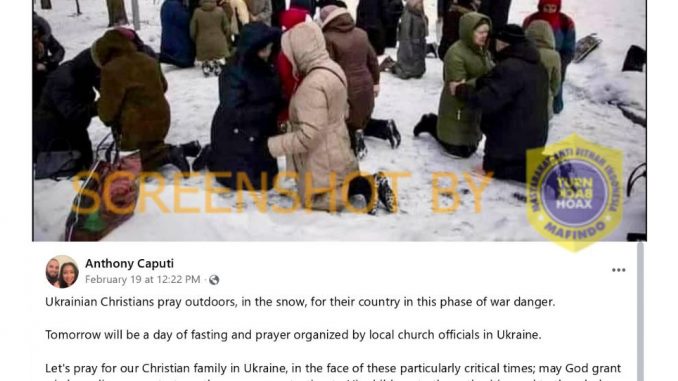 SCREENSHOT BY
MASYARAKAT ANTI FITNAH INDONESIA
TURN
BACK
HOAX
MAFINDO
Anthony Caputi
February 19 at 12:22 PM ·
Ukrainian Christians pray outdoors, in the snow, for their country in this phase of war danger.
Tomorrow will be a day of fasting and prayer organized by local church officials in Ukraine.
Let's pray for our Christian family in Ukraine, in the face of these particularly critical times; may God grant